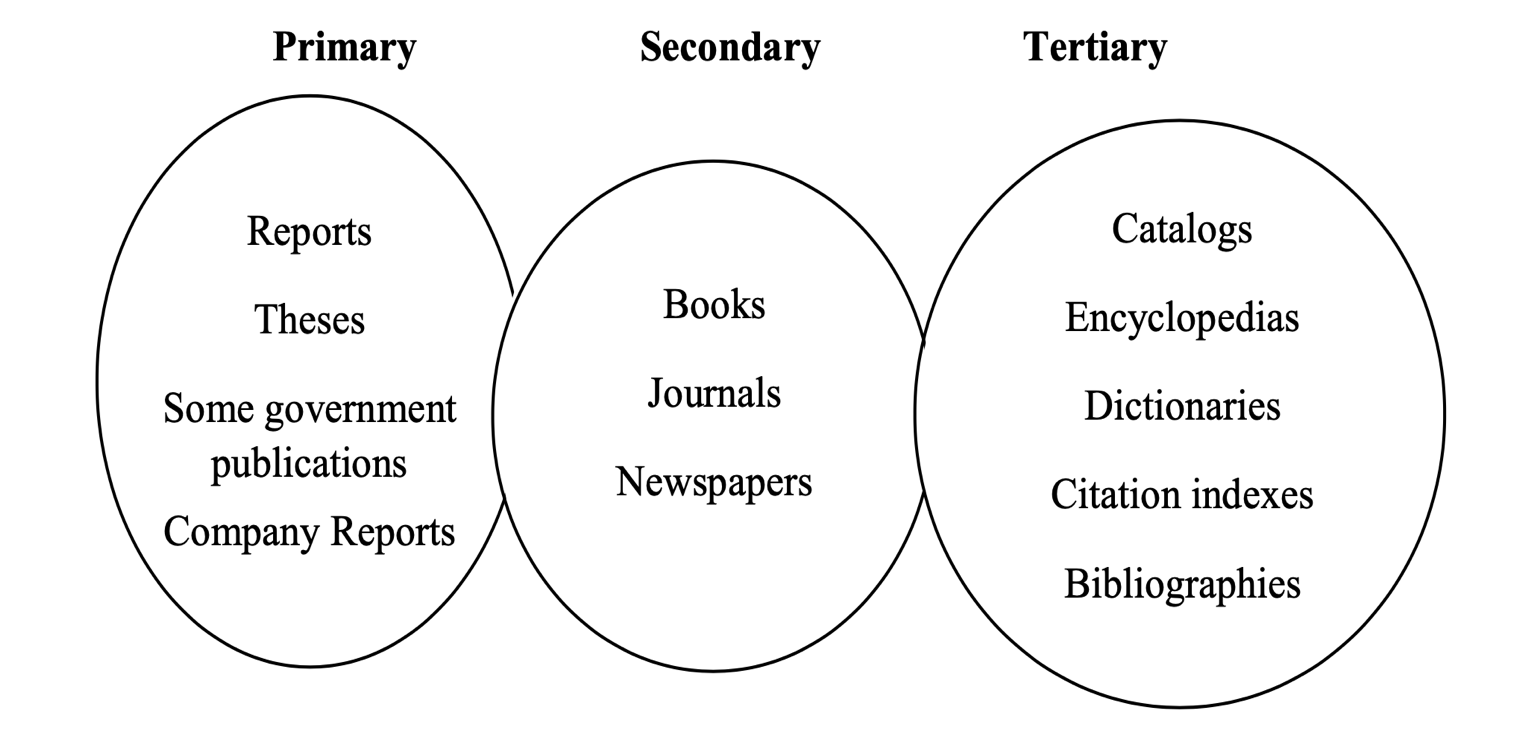 Primary
Secondary
Tertiary
Reports
Theses
Some government
publications
Company Reports
Books
Journals
Newspapers
Catalogs
Encyclopedias
Dictionaries
Citation indexes
Bibliographies